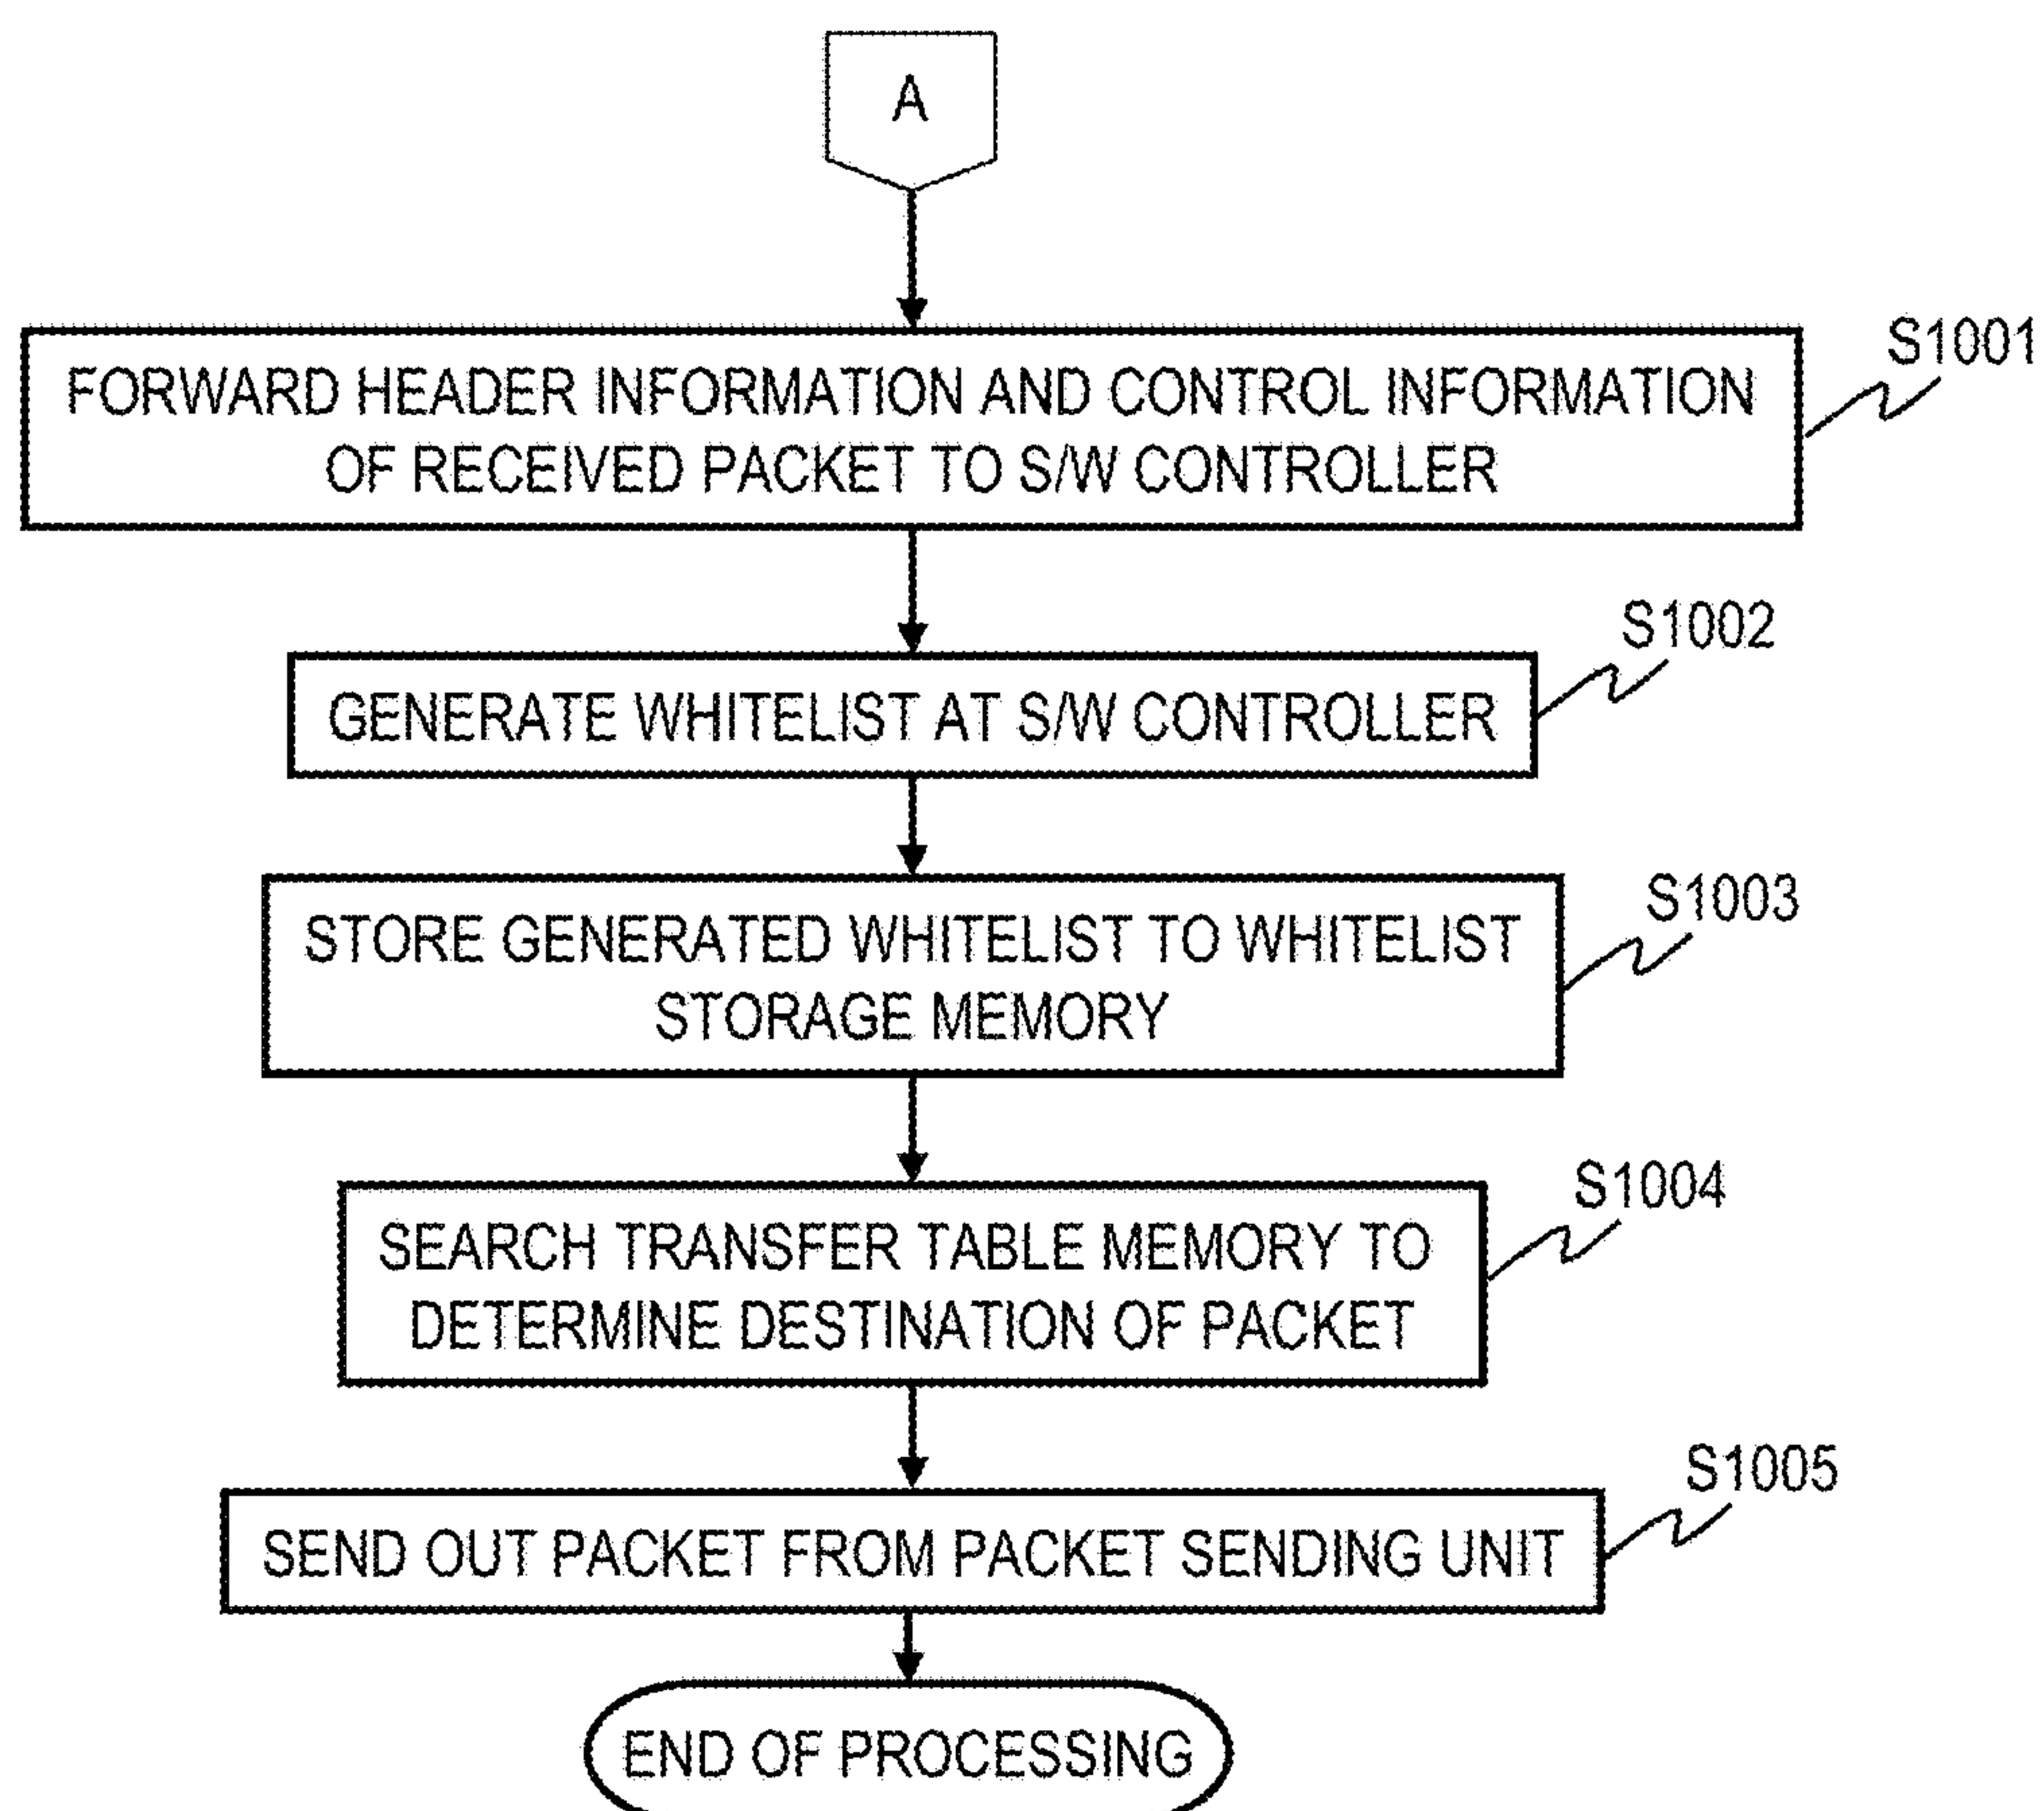 A
S1001
FORWARD HEADER INFORMATION AND CONTROL INFORMATION
OF RECEIVED PACKET TO S/W CONTROLLER
S1002
GENERATE WHITELIST AT S/W CONTROLLER
S1003
STORE GENERATED WHITELIST TO WHITELIST
STORAGE MEMORY
S1004
SEARCH TRANSFER TABLE MEMORY TO
DETERMINE DESTINATION OF PACKET
S1005
SEND OUT PACKET FROM PACKET SENDING UNIT
END OF PROCESSING